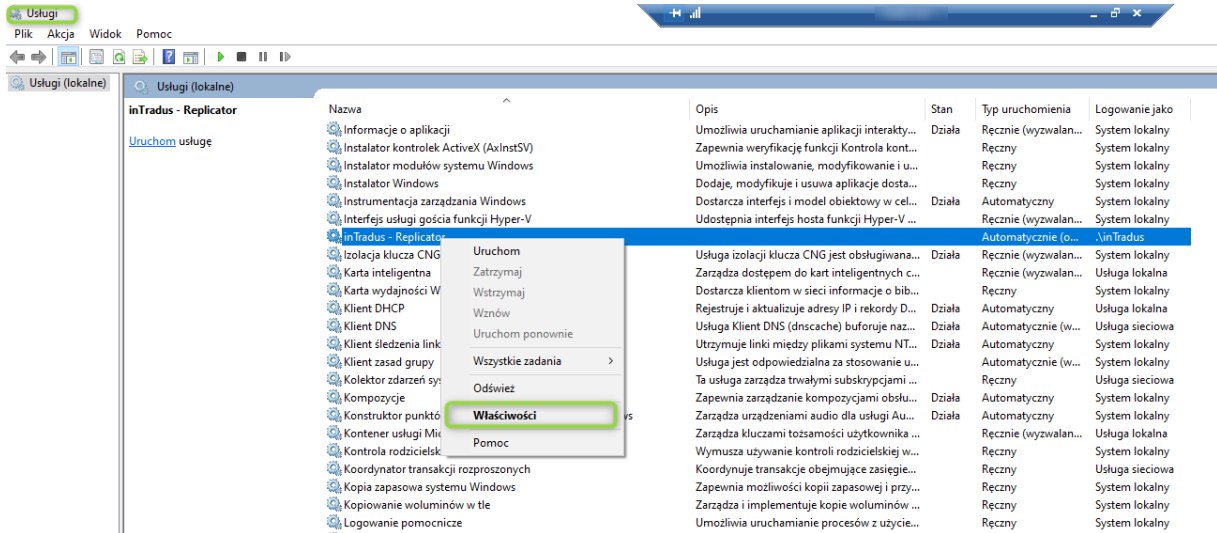 Usługi
Plik Akcja Widok Pomoc
Usługi (lokalne)
Usługi (lokalne)
inTradus - Replicator
Uruchom usługę
Nazwa Opis Stan Typ uruchomienia Logowanie jako
Informacje o aplikacji Umożliwia uruchamianie aplikacji interakty... Działa Ręcznie (wyzwalan... System lokalny
Instalator kontrolek ActiveX (AxInstSV) Zapewnia weryfikację funkcji Kontrola kont... Ręczny System lokalny
Instalator modułów systemu Windows Umożliwia instalowanie, modyfikowanie i u... Ręczny System lokalny
Instalator Windows Dodaje, modyfikuje i usuwa aplikacje dosta... Ręczny System lokalny
Instrumentacja zarządzania Windows Dostarcza interfejs i model obiektowy w cel... Działa Automatyczny System lokalny
Interfejs usługi gościa funkcji Hyper-V Udostępnia interfejs hosta funkcji Hyper-V ... Ręcznie (wyzwalan... System lokalny
inTradus - Replicator Automatycznie (o... .\inTradus
Izolacja klucza CNG Usługa izolacji klucza CNG jest obsługiwana... Działa Ręcznie (wyzwalan... System lokalny
Karta inteligentna Zarządza dostępem do kart inteligentnych c... Ręcznie (wyzwalan... Usługa lokalna
Karta wydajności W Dostarcza klientom w sieci informacje o bib... Ręczny System lokalny
Klient DHCP Rejestruje i aktualizuje adresy IP i rekordy D... Działa Automatyczny Usługa lokalna
Klient DNS Usługa Klient DNS (dnscache) buforuje naz... Działa Automatycznie (w... Usługa sieciowa
Klient śledzenia link Utrzymuje linki między plikami systemu NT... Działa Automatyczny System lokalny
Klient zasad grupy Usługa jest odpowiedzialna za stosowanie u... Automatycznie (w... System lokalny
Kolektor zdarzeń sy Ta usługa zarządza trwałymi subskrypcjami ... Ręczny Usługa sieciowa
Kompozycje Zapewnia zarządzanie kompozycjami obsłu... Działa Automatyczny System lokalny
Konstruktor punktó ws Zarządza urządzeniami audio dla usługi Au... Działa Automatyczny System lokalny
Kontener usługi Mic Zarządza kluczami tożsamości użytkownika ... Ręcznie (wyzwalan... Usługa lokalna
Kontrola rodzicielsk Wymusza używanie kontroli rodzicielskiej w... Ręczny System lokalny
Koordynator transakcji rozproszonych Koordynuje transakcje obejmujące zasięgie... Ręczny Usługa sieciowa
Kopia zapasowa systemu Windows Zapewnia możliwości kopii zapasowej i przy... Ręczny System lokalny
Kopiowanie woluminów w tle Zarządza i implementuje kopie woluminów ... Ręczny System lokalny
Logowanie pomocnicze Umożliwia uruchamianie procesów z użycie... Ręczny System lokalny
Uruchom
Zatrzymaj
Wstrzymaj
Wznów
Uruchom ponownie
Wszystkie zadania
Odśwież
Właściwości
Pomoc